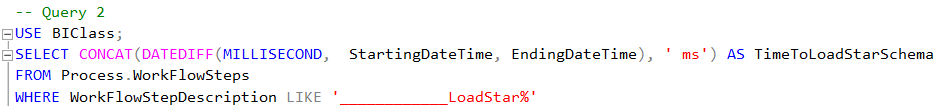 -- Query 2
USE BIClass;
SELECT CONCAT(DATEDIFF(MILLISECOND,  StartingDateTime, EndingDateTime), ' ms') AS TimeToLoadStarSchema
FROM Process.WorkFlowSteps
WHERE WorkFlowStepDescription LIKE '____________LoadStar%'